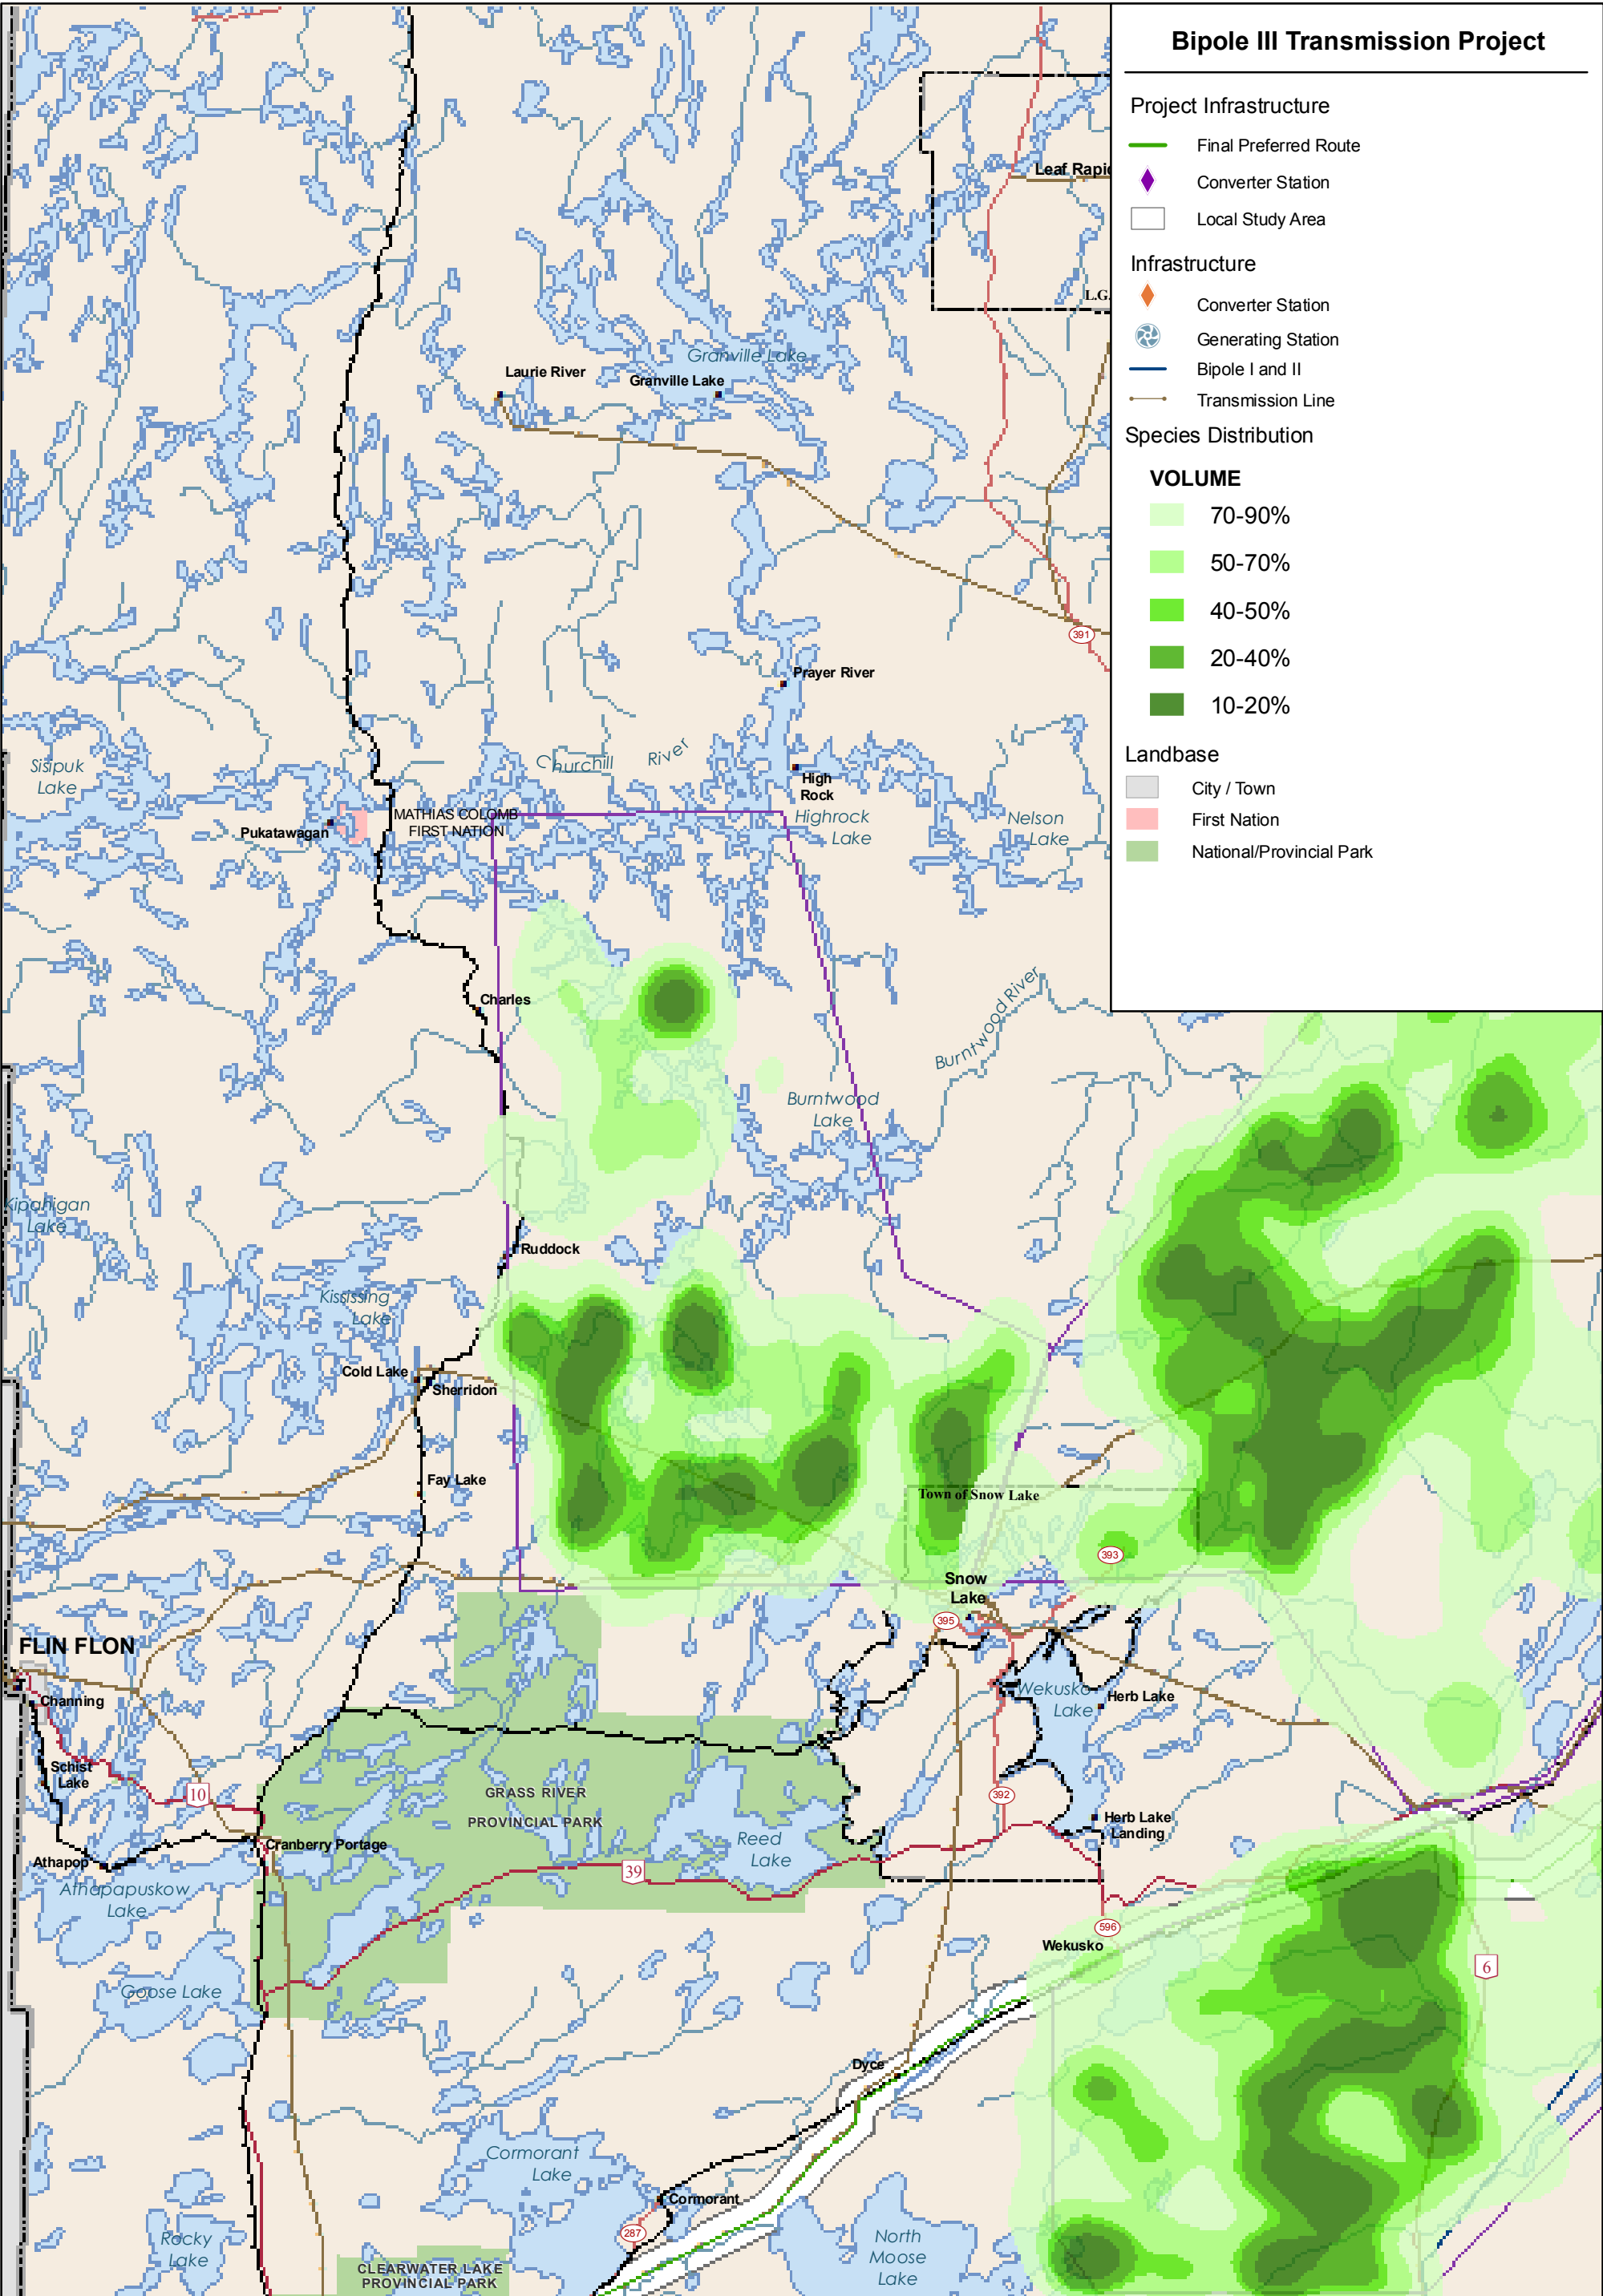 Bipole III Transmission Project
Project Infrastructure
Final Preferred Route
Converter Station
Local Study Area
Infrastructure
Converter Station
Generating Station
Bipole I and II
Transmission Line
Species Distribution
VOLUME
70-90%
50-70%
40-50%
20-40%
10-20%
Landbase
City / Town
First Nation
National/Provincial Park
Leaf Rapid
L.G.
Granville Lake
Laurie River
Granville Lake
391
Prayer River
Churchill River
Sisipuk
Lake
High
Rock
MATHIAS COLOMB
FIRST NATION
Pukatawagan
Highrock
Lake
Nelson
Lake
Charles
Burntwood River
Burntwood
Lake
Kipahigan
Lake
Ruddock
Kississing
Lake
Cold Lake
Sherridon
Fay Lake
Town of Snow Lake
393
Snow
Lake
395
FLIN FLON
Channing
Wekusko
Lake
Herb Lake
Schist
Lake
10
GRASS RIVER
PROVINCIAL PARK
392
Herb Lake
Landing
Cranberry Portage
Reed
Lake
Athapap
39
Athapapuskow
Lake
596
Wekusko
6
Goose Lake
Dyce
Cormorant
Lake
Cormorant
287
Rocky
Lake
North
Moose
Lake
CLEARWATER LAKE
PROVINCIAL PARK